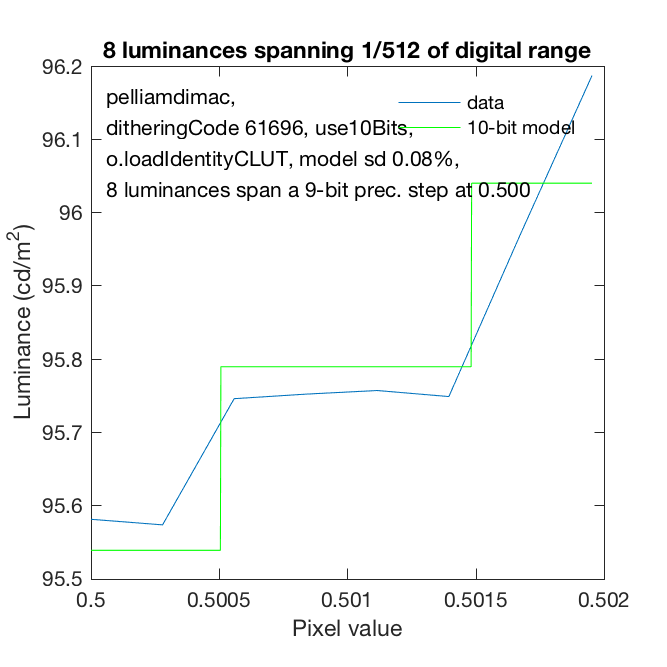 8 luminances spanning 1/512 of digital range
96.2
96.1
96
95.9
95.8
95.7
95.6
95.5
Luminance (cd/m²)
pelliamdimac,
ditheringCode 61696, use10Bits,
o.loadIdentityCLUT, model sd 0.08%,
8 luminances span a 9-bit prec. step at 0.500
data
10-bit model
0.5 0.5005 0.501 0.5015 0.502
Pixel value